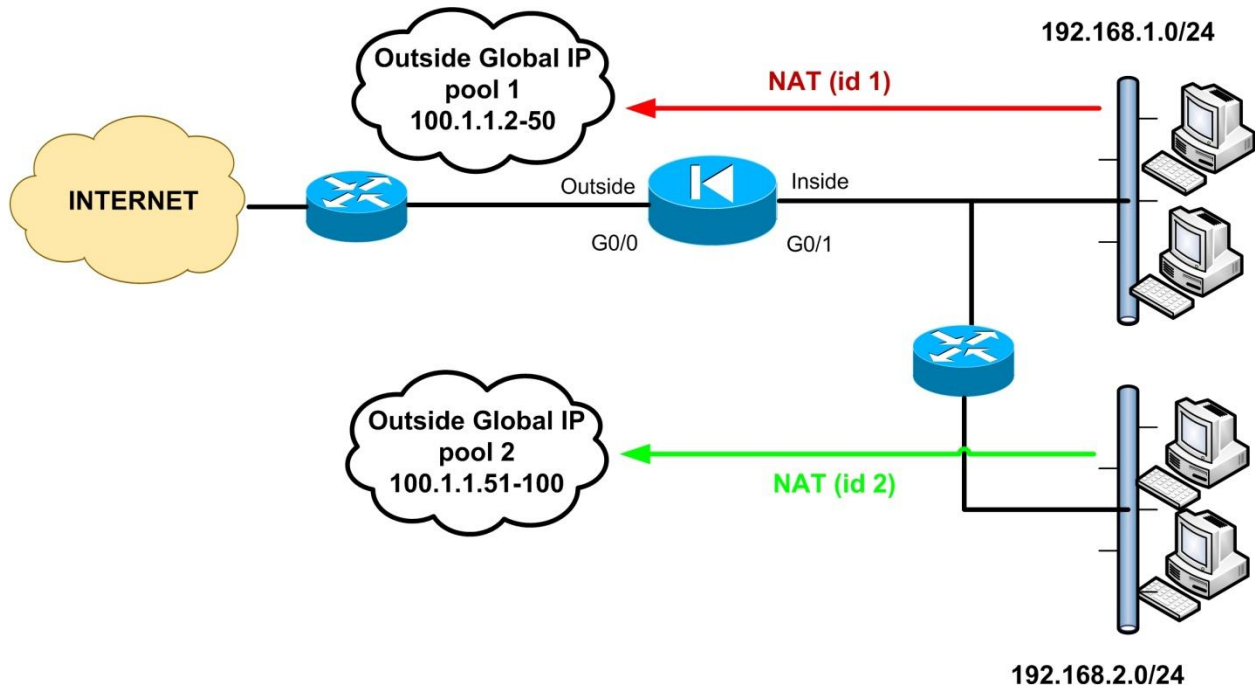 192.168.1.0/24
Outside Global IP
pool 1
100.1.1.2-50
NAT (id 1)
INTERNET
Outside
Inside
G0/0
G0/1
Outside Global IP
pool 2
100.1.1.51-100
NAT (id 2)
192.168.2.0/24